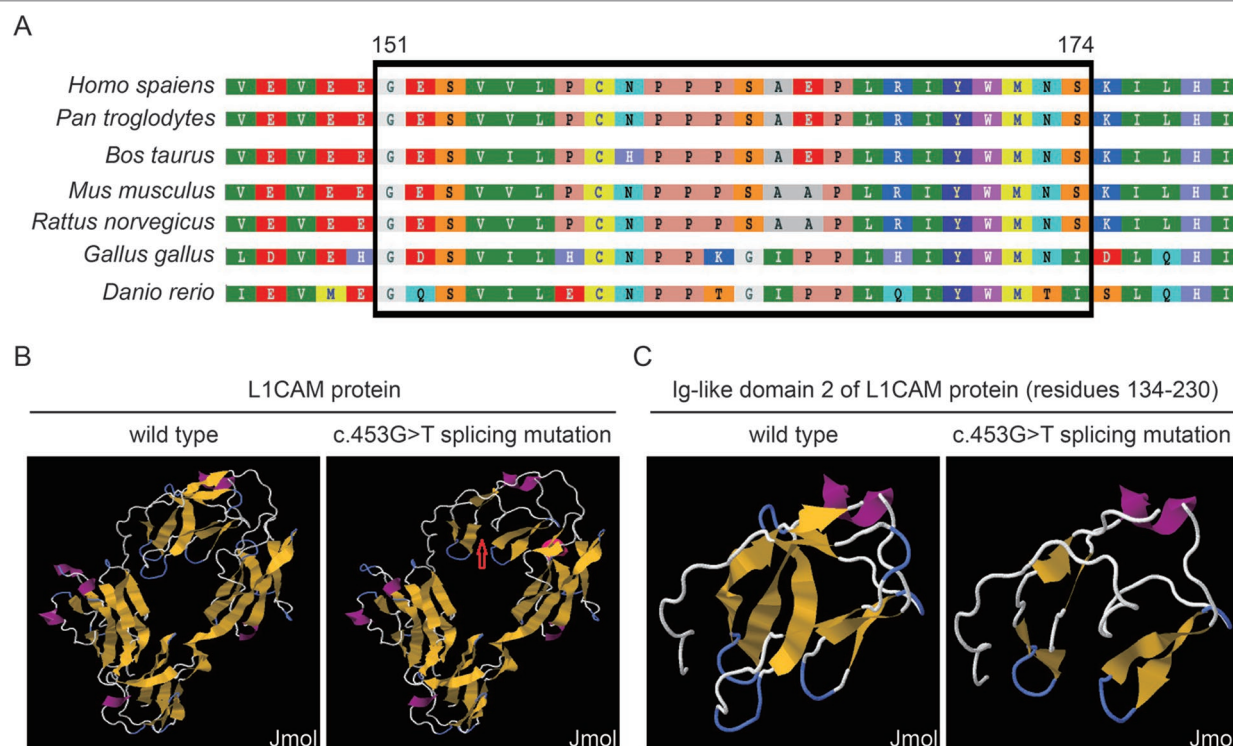 A
151 174
Homo spaiens V E V E E G E S V V L P C N P P P S A E P L R I Y W M N S K I L H I
Pan troglodytes V E V E E G E S V V L P C N P P P S A E P L R I Y W M N S K I L H I
Bos taurus V E V E E G E S V I L P C H P P P S A E P L R I Y W M N S K I L H I
Mus musculus V E V E E G E S V V L P C N P P P S A A P L R I Y W M N S K I L H I
Rattus norvegicus V E V E E G E S V V L P C N P P P S A A P L R I Y W M N S K I L H I
Gallus gallus L D V E H G D S V I L H C N P P K G I P P L H I Y W M N I D L Q H I
Danio rerio I E V M E G Q S V I L E C N P P T G I P P L Q I Y W M T I S L Q H I
B
L1CAM protein
wild type c.453G>T splicing mutation
Jmol Jmol
C
Ig-like domain 2 of L1CAM protein (residues 134-230)
wild type c.453G>T splicing mutation
Jmol Jmol